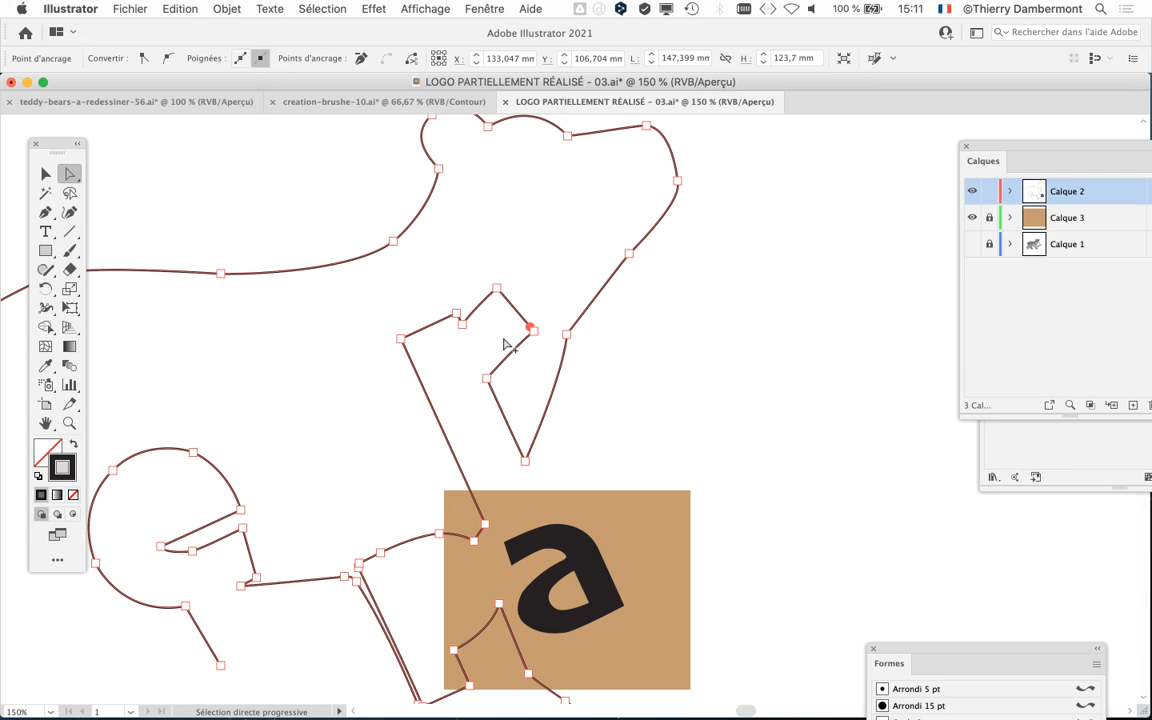 Illustrator Fichier Edition Objet Texte Sélection Effet Affichage Fenêtre Aide 100 % 15:11 ©Thierry Dambermont
Adobe Illustrator 2021
Rechercher dans l'aide Adobe
Point d'ancrage Convertir : Poignées : Points d'ancrage : X : 133,047 mm Y : 106,704 mm L : 147,399 mm H : 123,7 mm
LOGO PARTIELLEMENT RÉALISÉ - 03.ai* @ 150 % (RVB/Aperçu)
teddy-bears-a-redessiner-56.ai* @ 100 % (RVB/Aperçu) creation-brushe-10.ai* @ 66,67 % (RVB/Contour) LOGO PARTIELLEMENT RÉALISÉ - 03.ai* @ 150 % (RVB/Aperçu)
Calques
Calque 2
Calque 3
Calque 1
3 Cal...
a
Formes
Arrondi 5 pt
Arrondi 15 pt
150% 1 Sélection directe progressive